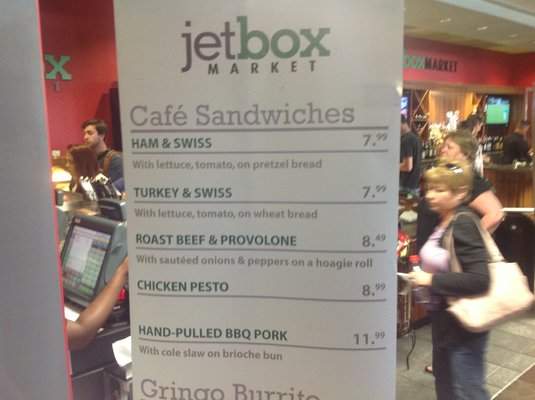 jetbox
MARKET
Café Sandwiches
HAM & SWISS 7.99
With lettuce, tomato, on pretzel bread
TURKEY & SWISS 7.99
With lettuce, tomato, on wheat bread
ROAST BEEF & PROVOLONE 8.49
With sautéed onions & peppers on a hoagie roll
CHICKEN PESTO 8.99
HAND-PULLED BBQ PORK 11.99
With cole slaw on brioche bun
Gringo Burrito
x
BOX MARKET